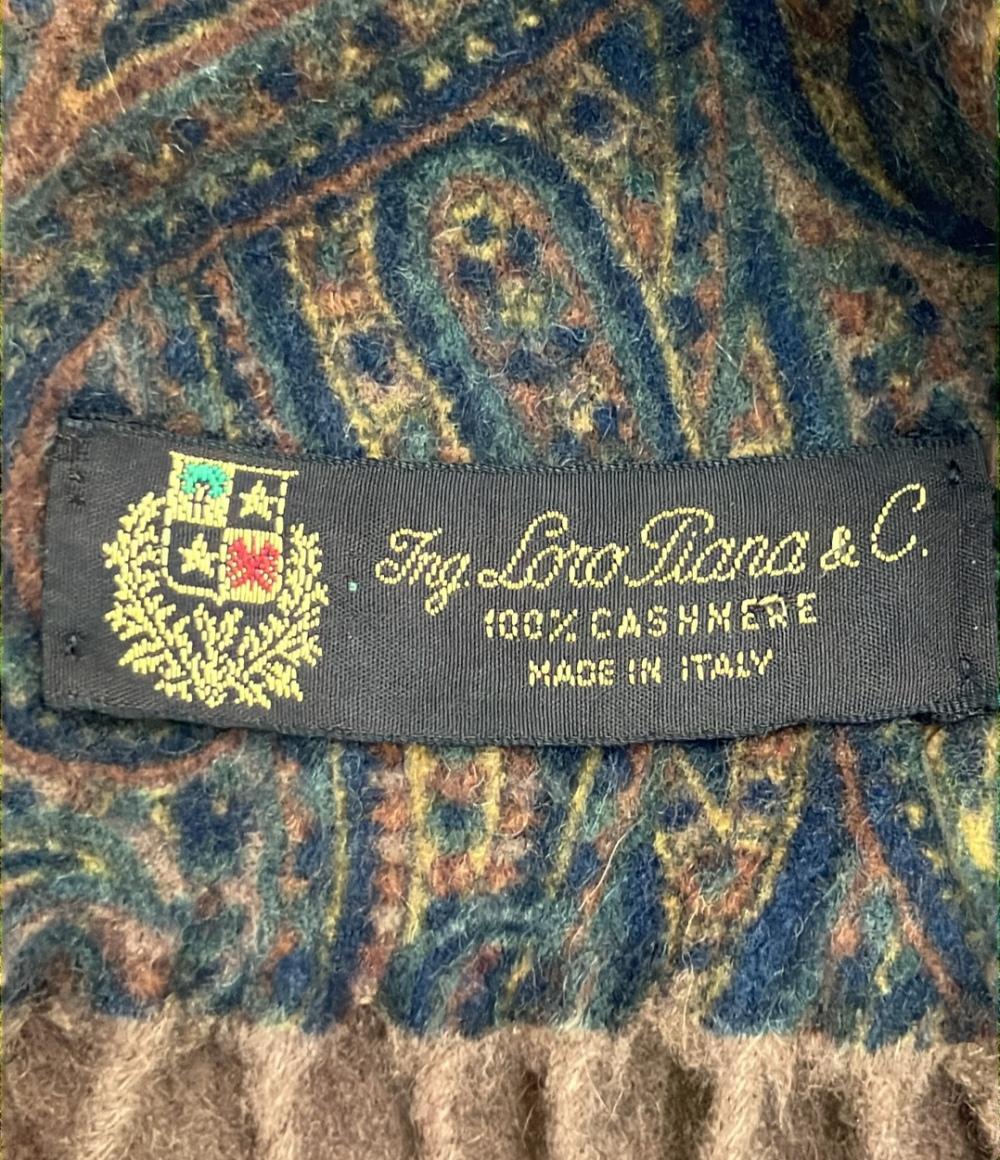 Ing. Loro Piana & C.
100% CASHMERE
MADE IN ITALY